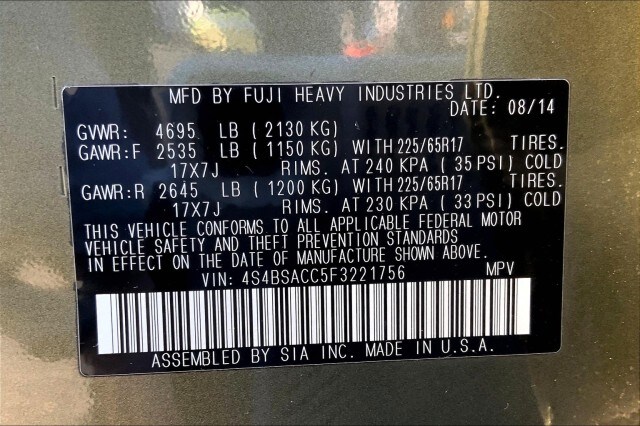 MFD BY FUJI HEAVY INDUSTRIES LTD.
DATE: 08/14
GVWR: 4695 LB (2130 KG)
GAWR:F 2535 LB (1150 KG) WITH 225/65R17 TIRES.
17X7J RIMS. AT 240 KPA (35 PSI) COLD
GAWR:R 2645 LB (1200 KG) WITH 225/65R17 TIRES.
17X7J RIMS. AT 230 KPA (33 PSI) COLD
THIS VEHICLE CONFORMS TO ALL APPLICABLE FEDERAL MOTOR
VEHICLE SAFETY AND THEFT PREVENTION STANDARDS
IN EFFECT ON THE DATE OF MANUFACTURE SHOWN ABOVE.
VIN: 4S4BSACC5F3221756 MPV
ASSEMBLED BY SIA INC. MADE IN U.S.A.